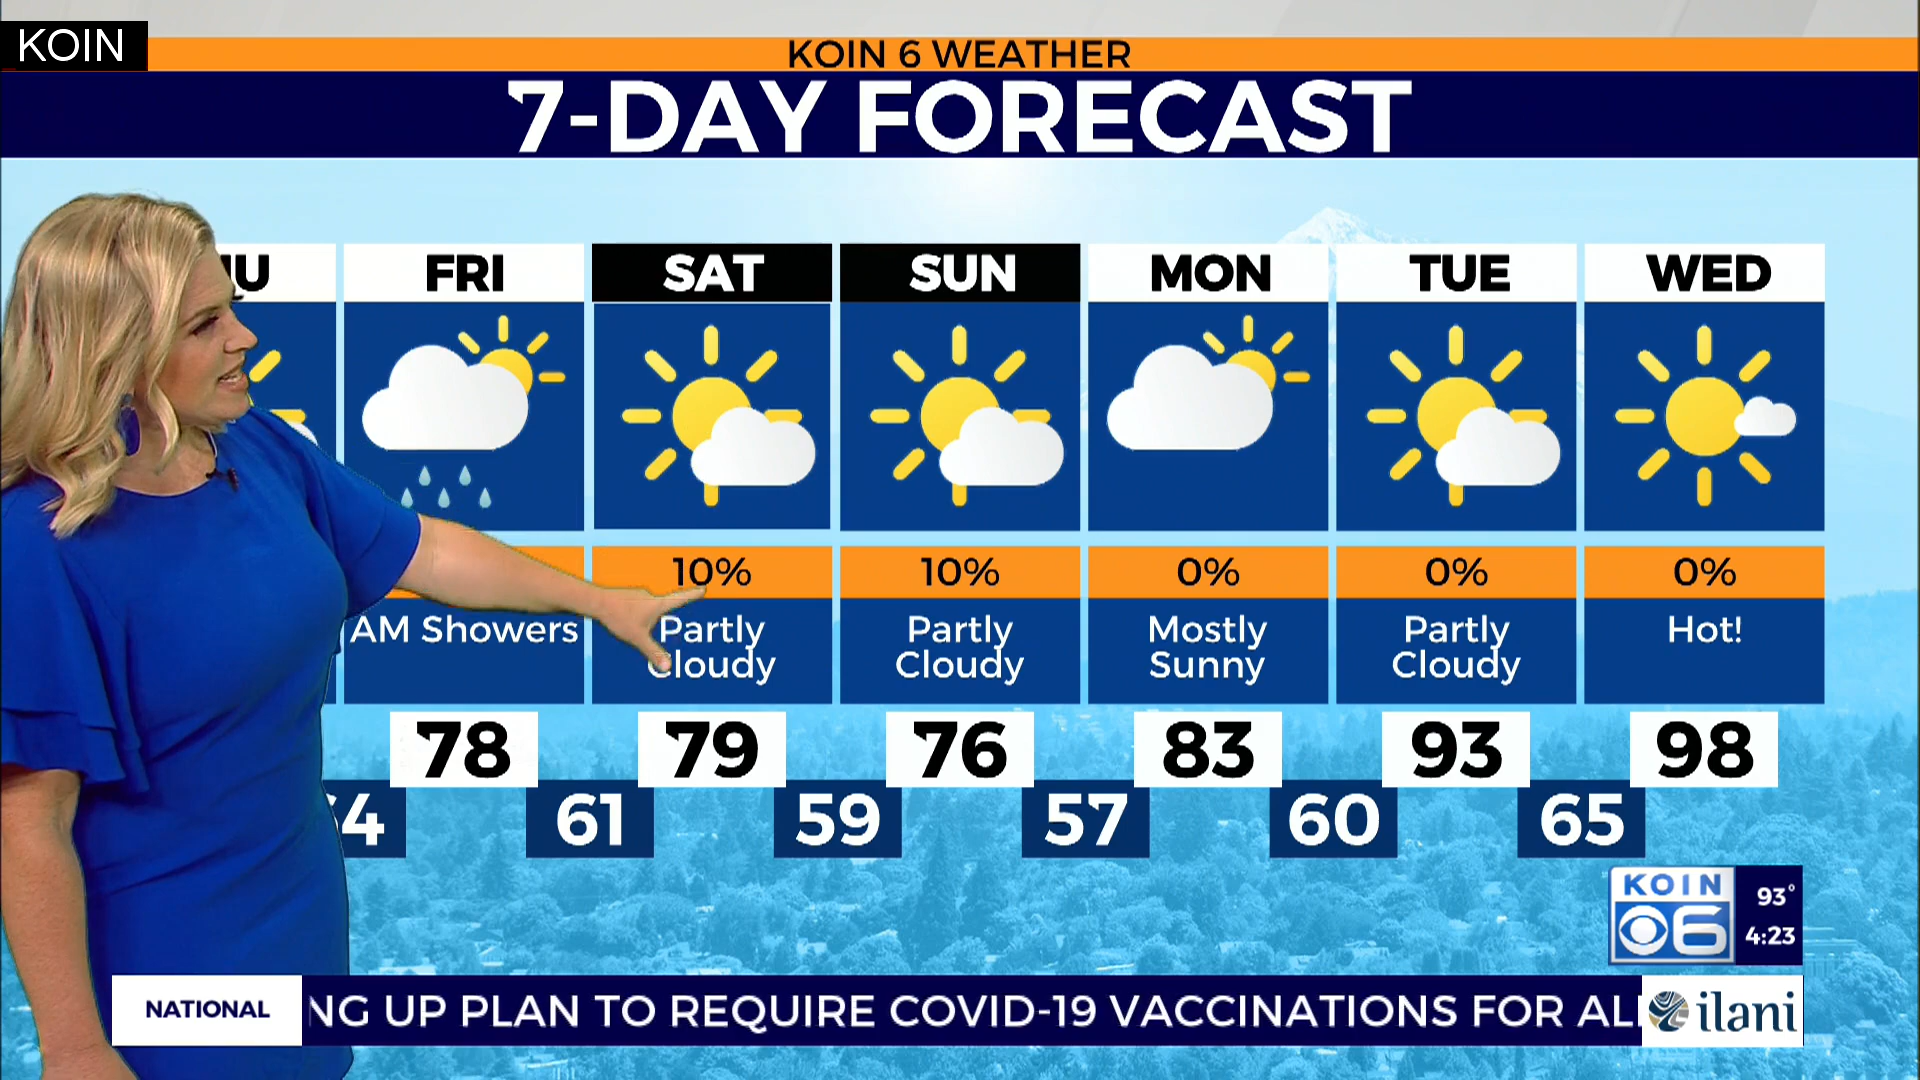 KOIN
KOIN 6 WEATHER
7-DAY FORECAST
FRI SAT SUN MON TUE WED
10% 10% 0% 0% 0%
AM Showers Partly Partly Mostly Partly Hot!
Cloudy Cloudy Sunny Cloudy
78 79 76 83 93 98
61 59 57 60 65
KOIN 93°
6 4:23
NATIONAL NG UP PLAN TO REQUIRE COVID-19 VACCINATIONS FOR AL ilani